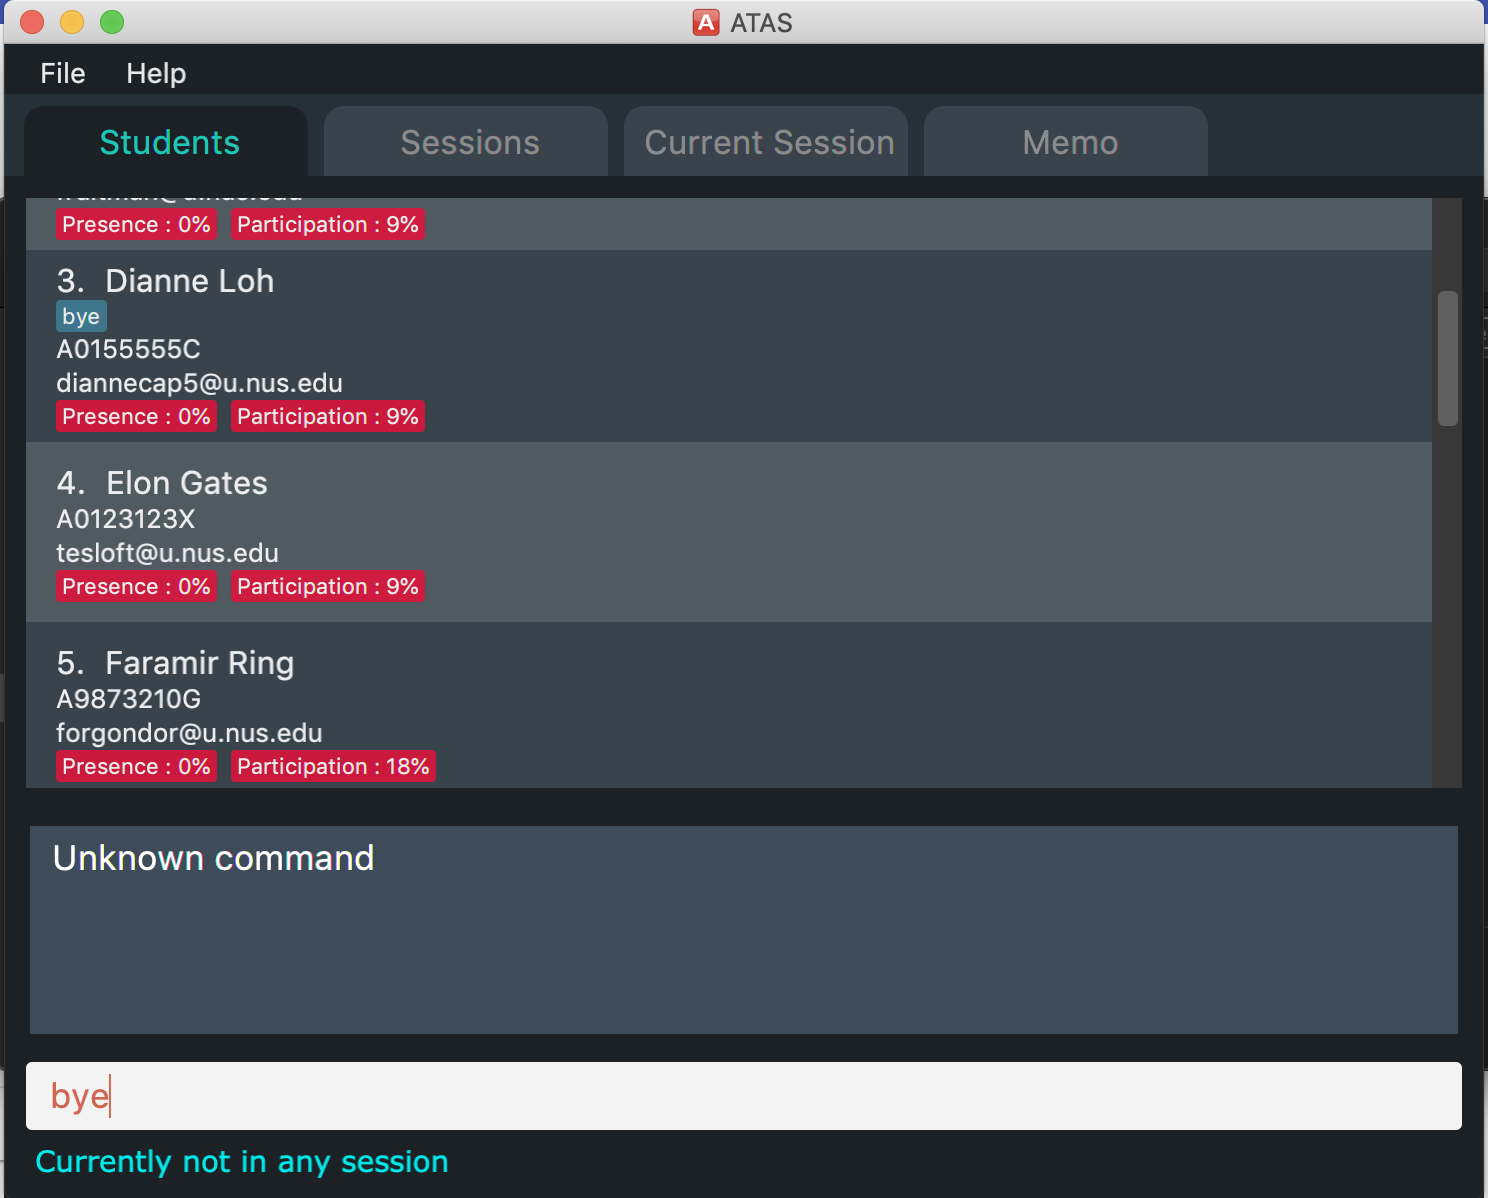 A ATAS
File Help
Students Sessions Current Session Memo
Presence : 0% Participation : 9%
3. Dianne Loh
bye
A0155555C
diannecap5@u.nus.edu
Presence : 0% Participation : 9%
4. Elon Gates
A0123123X
tesloft@u.nus.edu
Presence : 0% Participation : 9%
5. Faramir Ring
A9873210G
forgondor@u.nus.edu
Presence : 0% Participation : 18%
Unknown command
bye
Currently not in any session